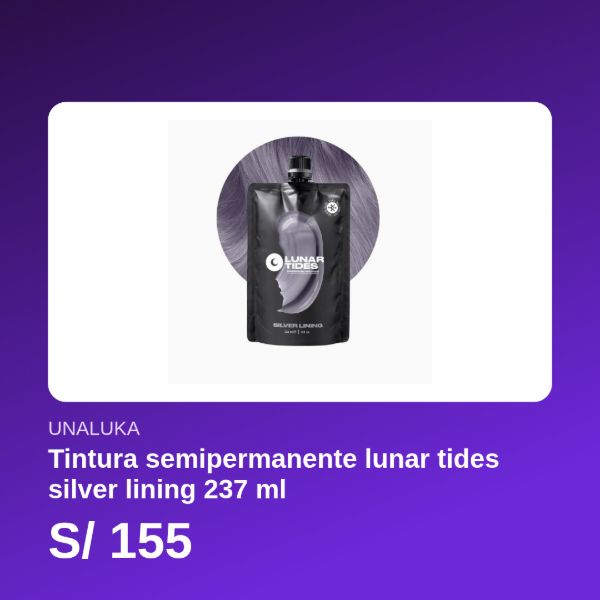 LUNAR
TIDES
SILVER LINING
UNALUKA
Tintura semipermanente lunar tides
silver lining 237 ml
S/ 155